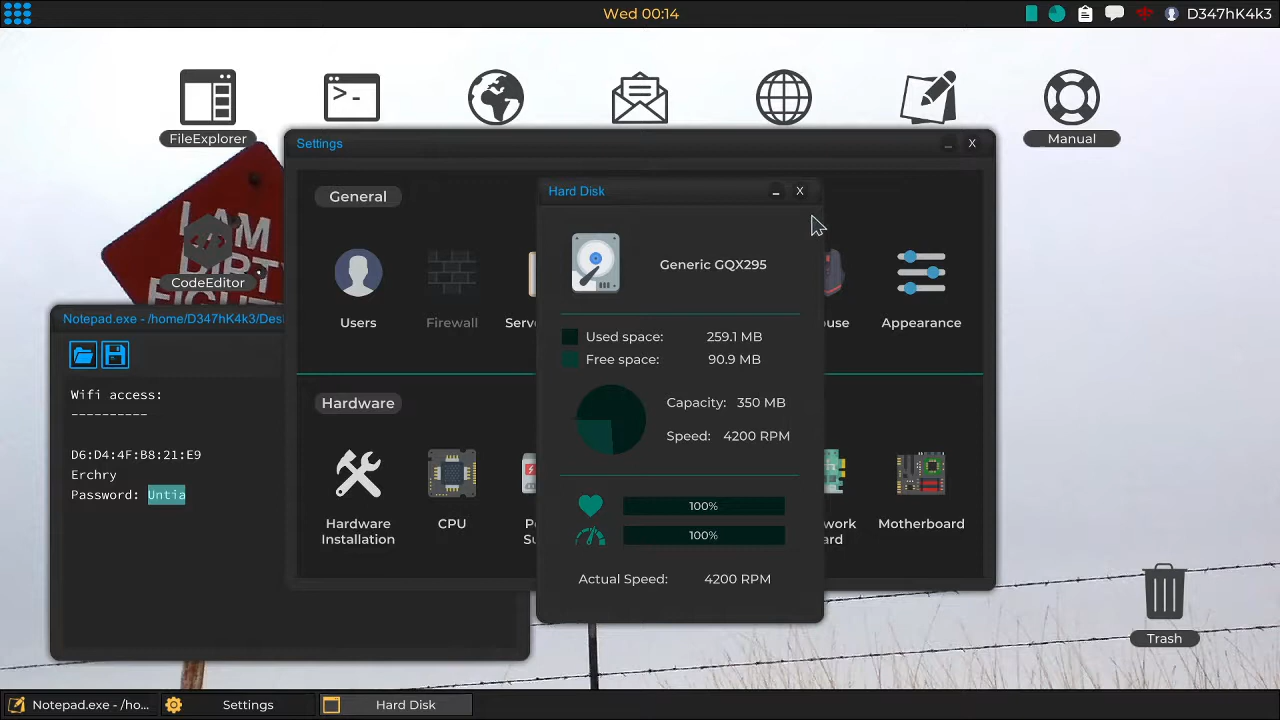 Wed 00:14
D347hK4k3
FileExplorer
Manual
I AM
DIRTY
CodeEditor
Settings
General
Users
Firewall
Appearance
Hardware
Hardware
Installation
CPU
Motherboard
Hard Disk
X
X
Generic GQX295
Used space: 259.1 MB
Free space: 90.9 MB
Capacity: 350 MB
Speed: 4200 RPM
100%
100%
Actual Speed: 4200 RPM
Notepad.exe - /home/D347hK4k3/Des
Wifi access:
----------
D6:D4:4F:B8:21:E9
Erchry
Password: Untia
Trash
Notepad.exe - /ho...
Settings
Hard Disk